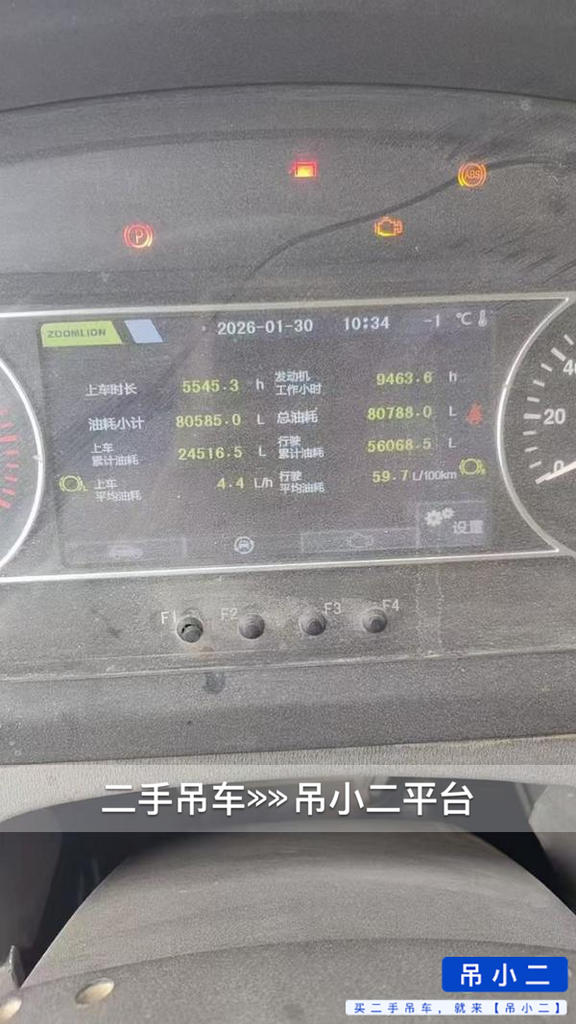 ABS
P
ZOOMLION
2026-01-30 10:34 -1 ℃
上车时长 5545.3 h 发动机工作小时 9463.6 h
油耗小计 80585.0 L 总油耗 80788.0 L
上车累计油耗 24516.5 L 行驶累计油耗 56068.5 L
上车平均油耗 4.4 L/h 行驶平均油耗 59.7 L/100km
设置
40
20
0
F1 F2 F3 F4
二手吊车»»吊小二平台
吊小二
买二手吊车，就来【吊小二】